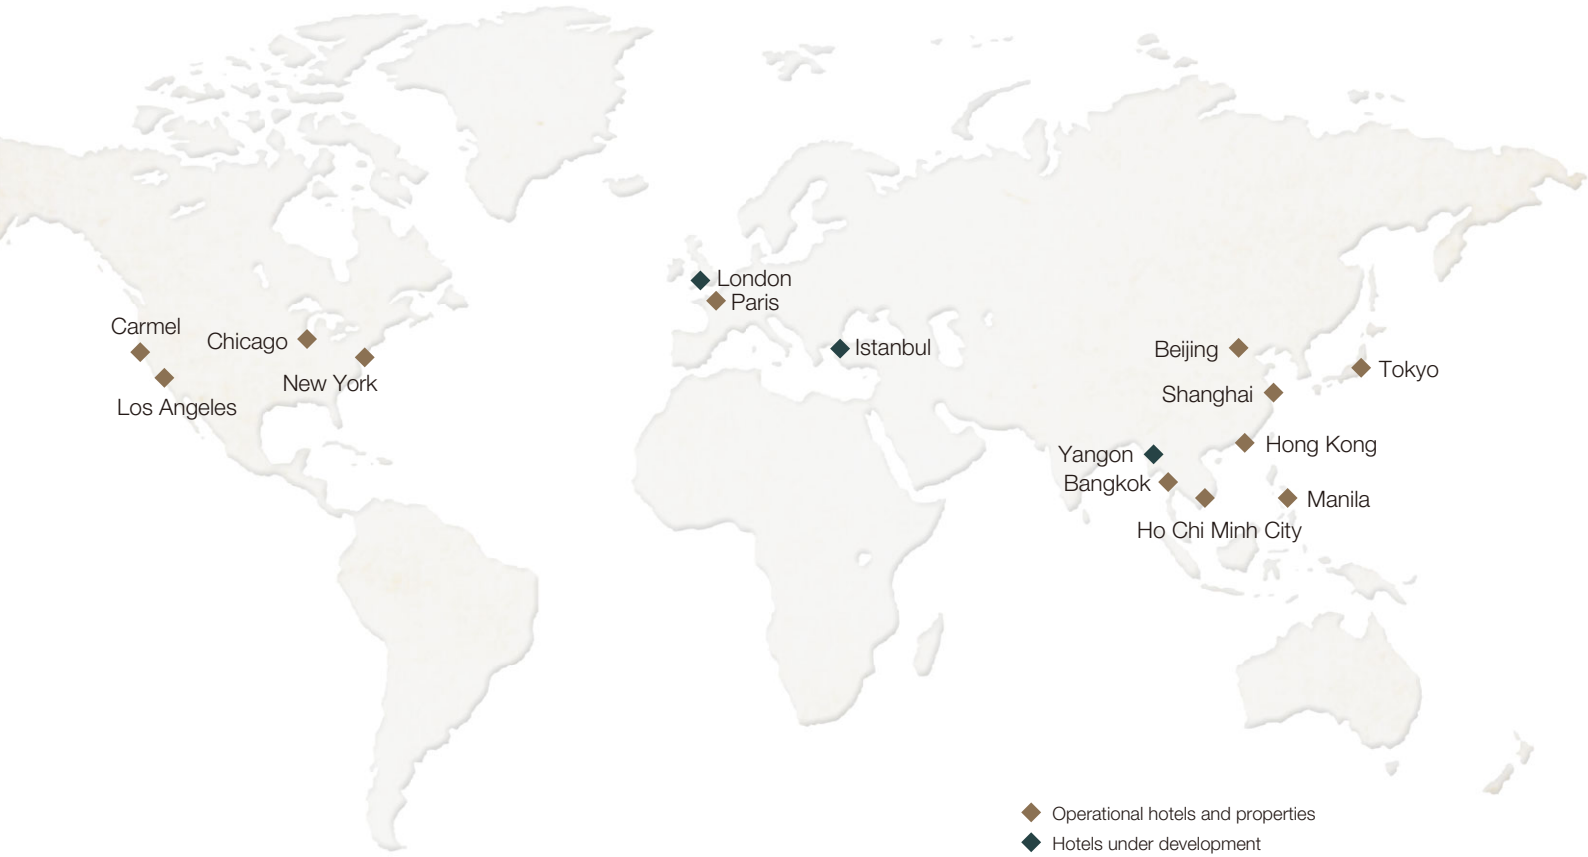 London
Paris
Carmel
Chicago
Istanbul
Beijing
Tokyo
New York
Shanghai
Los Angeles
Hong Kong
Yangon
Bangkok
Manila
Ho Chi Minh City
Operational hotels and properties
Hotels under development